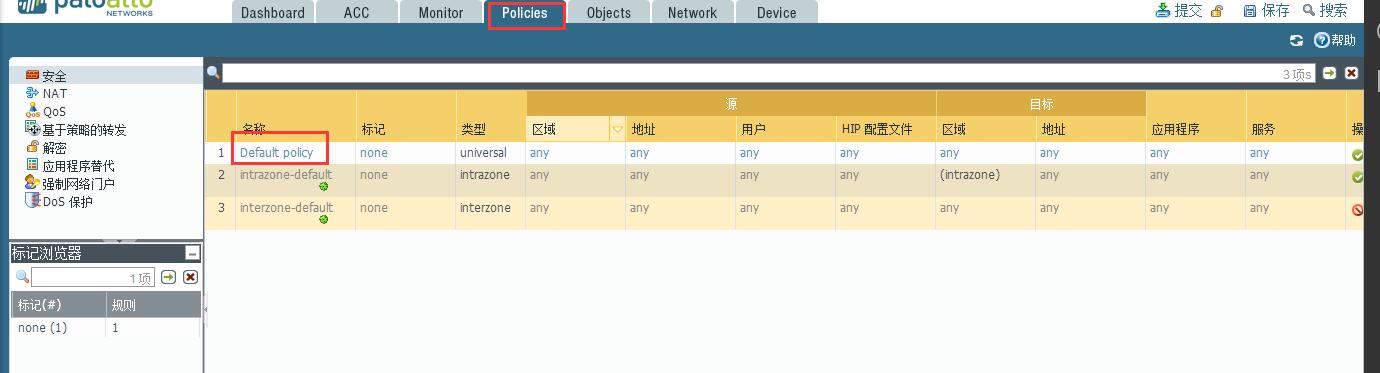 paloalto
NETWORKS
Dashboard ACC Monitor Policies Objects Network Device 提交 保存 搜索
帮助
安全
NAT
QoS
基于策略的转发
解密
应用程序替代
强制网络门户
DoS 保护
标记浏览器
1项
标记(#) 规则
none (1) 1
3项s
源 目标
名称 标记 类型 区域 地址 用户 HIP 配置文件 区域 地址 应用程序 服务
1 Default policy none universal any any any any any any any any
2 intrazone-default none intrazone any any any any (intrazone) any any any
3 interzone-default none interzone any any any any any any any any